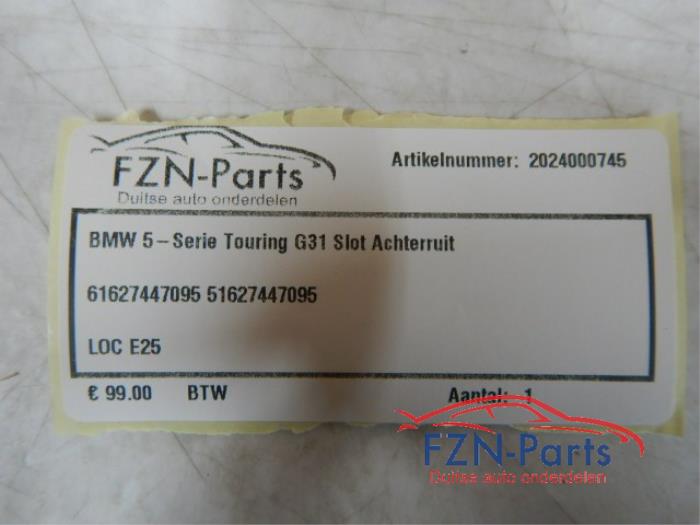 FZN-Parts
Duitse auto onderdelen
Artikelnummer: 2024000745
BMW 5-Serie Touring G31 Slot Achterruit
61627447095 51627447095
LOC E25
€ 99.00 BTW Aantal: 1
FZN-Parts
Duitse auto onderdelen